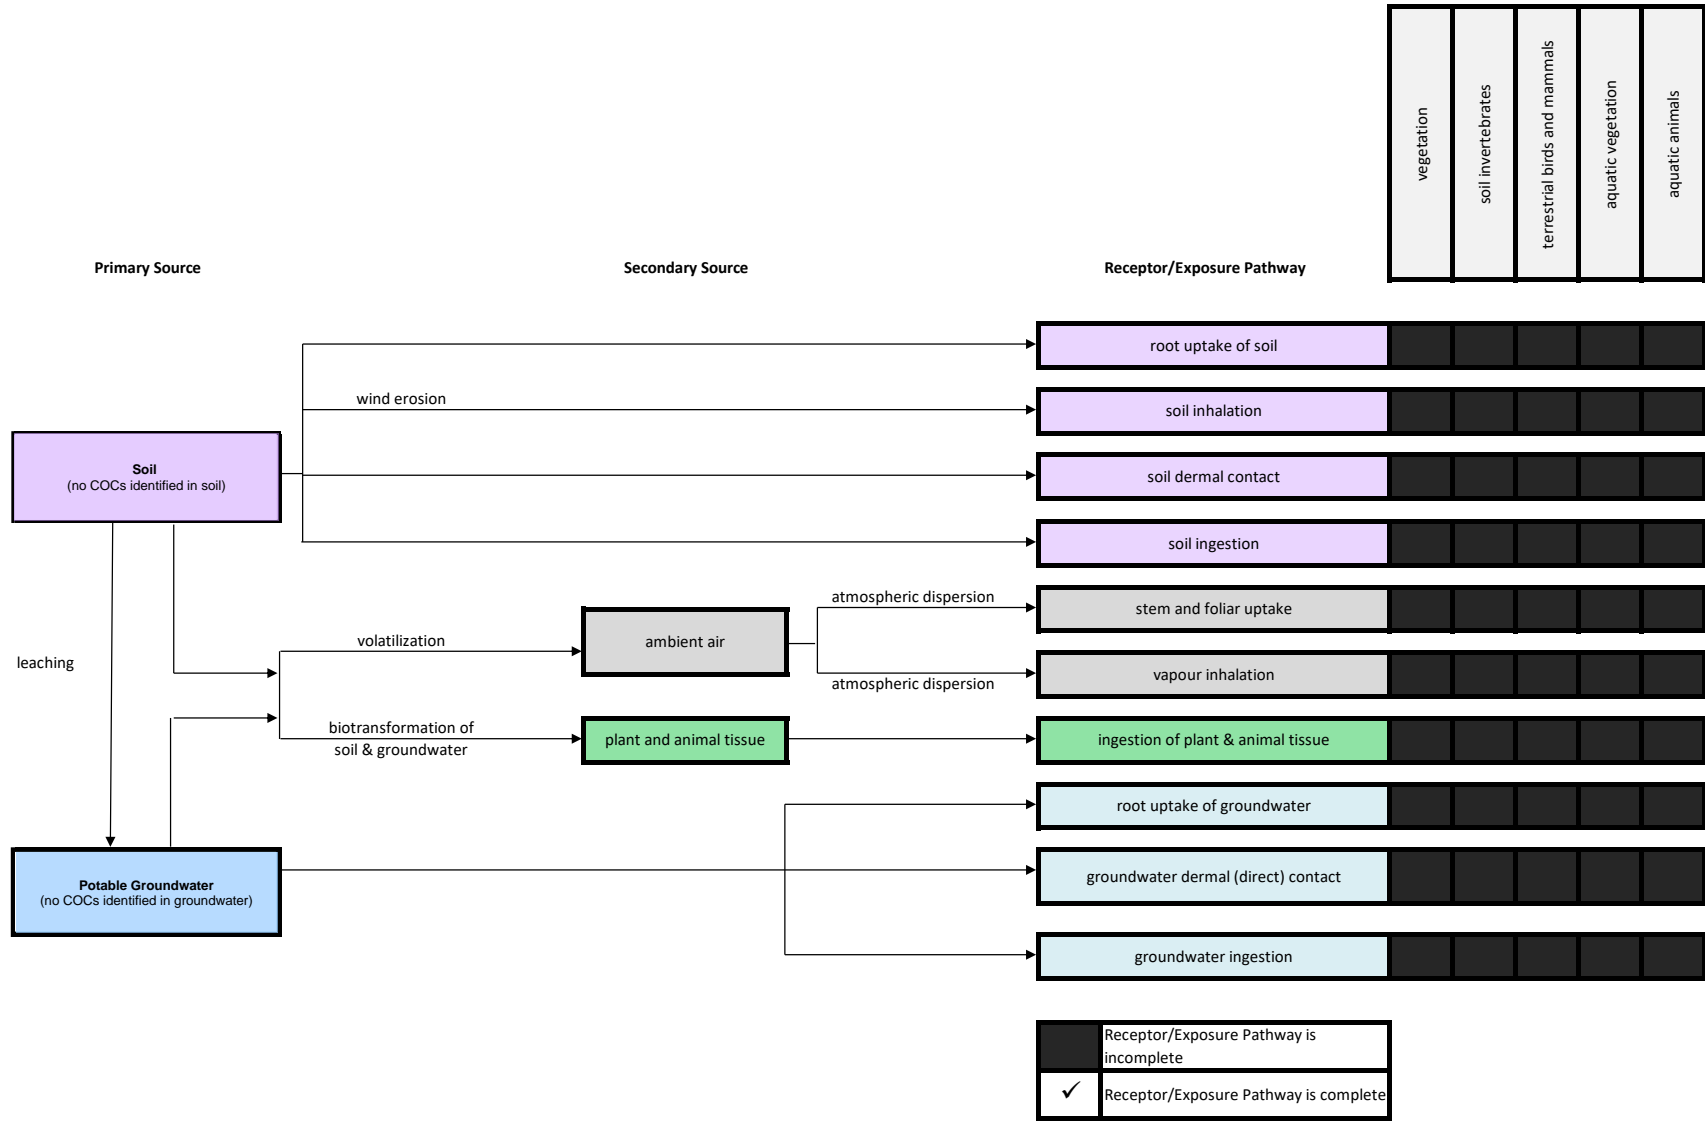 vegetation
soil invertebrates
terrestrial birds and mammals
aquatic vegetation
aquatic animals
Primary Source
Secondary Source
Receptor/Exposure Pathway
root uptake of soil
wind erosion
soil inhalation
Soil
(no COCs identified in soil)
soil dermal contact
soil ingestion
atmospheric dispersion
stem and foliar uptake
volatilization
ambient air
leaching
atmospheric dispersion
vapour inhalation
biotransformation of
soil & groundwater
plant and animal tissue
ingestion of plant & animal tissue
root uptake of groundwater
Potable Groundwater
(no COCs identified in groundwater)
groundwater dermal (direct) contact
groundwater ingestion
Receptor/Exposure Pathway is
incomplete
✓
Receptor/Exposure Pathway is complete